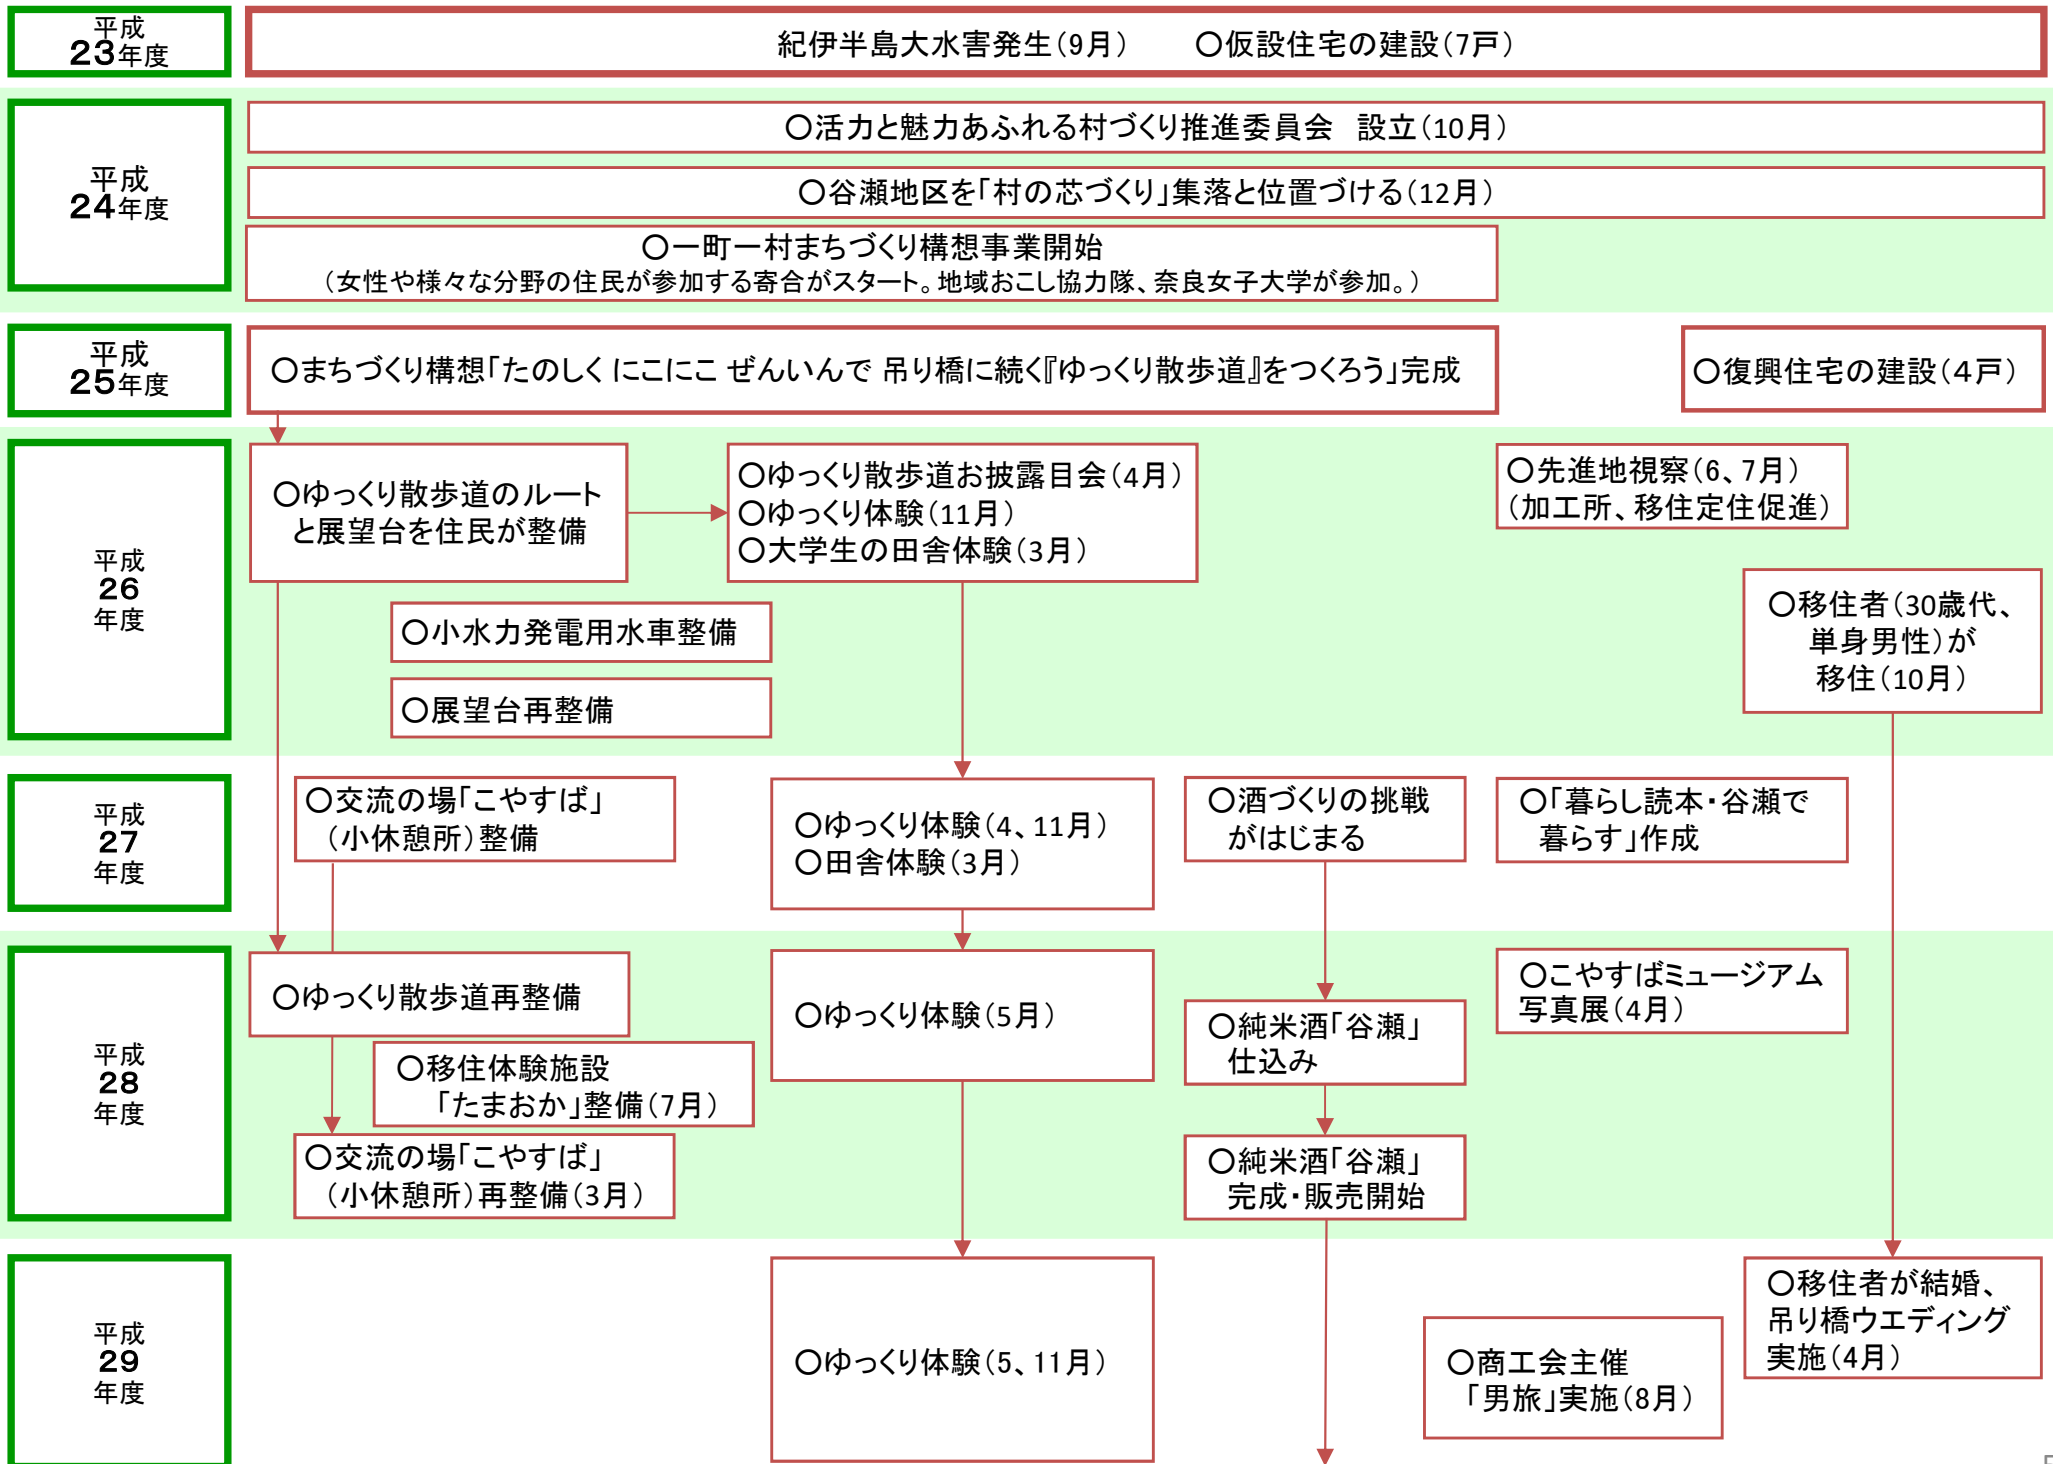 平成
23年度
紀伊半島大水害発生(9月)　○仮設住宅の建設(7戸)
平成
24年度
○活力と魅力あふれる村づくり推進委員会　設立(10月)
○谷瀬地区を「村の芯づくり」集落と位置づける(12月)
○一町一村まちづくり構想事業開始
(女性や様々な分野の住民が参加する寄合がスタート。地域おこし協力隊、奈良女子大学が参加。)
平成
25年度
○まちづくり構想「たのしく にこにこ ぜんいんで 吊り橋に続く『ゆっくり散歩道』をつくろう」完成
○復興住宅の建設(4戸)
平成
26
年度
○ゆっくり散歩道のルート
と展望台を住民が整備
○ゆっくり散歩道お披露目会(4月)
○ゆっくり体験(11月)
○大学生の田舎体験(3月)
○先進地視察(6、7月)
(加工所、移住定住促進)
○小水力発電用水車整備
○展望台再整備
○移住者(30歳代、
単身男性)が
移住(10月)
平成
27
年度
○交流の場「こやすば」
(小休憩所)整備
○ゆっくり体験(4、11月)
○田舎体験(3月)
○酒づくりの挑戦
がはじまる
○「暮らし読本・谷瀬で
暮らす」作成
平成
28
年度
○ゆっくり散歩道再整備
○移住体験施設
「たまおか」整備(7月)
○交流の場「こやすば」
(小休憩所)再整備(3月)
○ゆっくり体験(5月)
○純米酒「谷瀬」
仕込み
○純米酒「谷瀬」
完成・販売開始
○こやすばミュージアム
写真展(4月)
平成
29
年度
○ゆっくり体験(5、11月)
○商工会主催
「男旅」実施(8月)
○移住者が結婚、
吊り橋ウエディング
実施(4月)